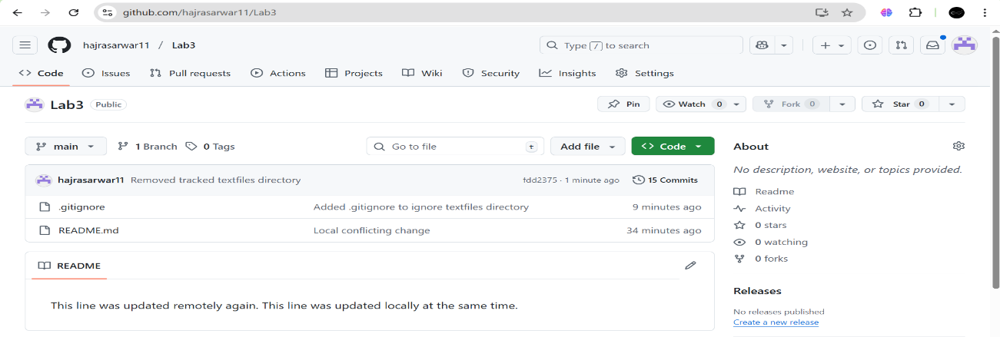 github.com/hajrasarwar11/Lab3
hajrasarwar11 / Lab3
Type / to search
Code Issues Pull requests Actions Projects Wiki Security Insights Settings
Lab3 Public
Pin Watch 0 Fork 0 Star 0
main 1 Branch 0 Tags Go to file t Add file Code
hajrasarwar11 Removed tracked textfiles directory fdd2375 · 1 minute ago 15 Commits
.gitignore Added .gitignore to ignore textfiles directory 9 minutes ago
README.md Local conflicting change 34 minutes ago
README
This line was updated remotely again. This line was updated locally at the same time.
About
No description, website, or topics provided.
Readme
Activity
0 stars
0 watching
0 forks
Releases
No releases published
Create a new release